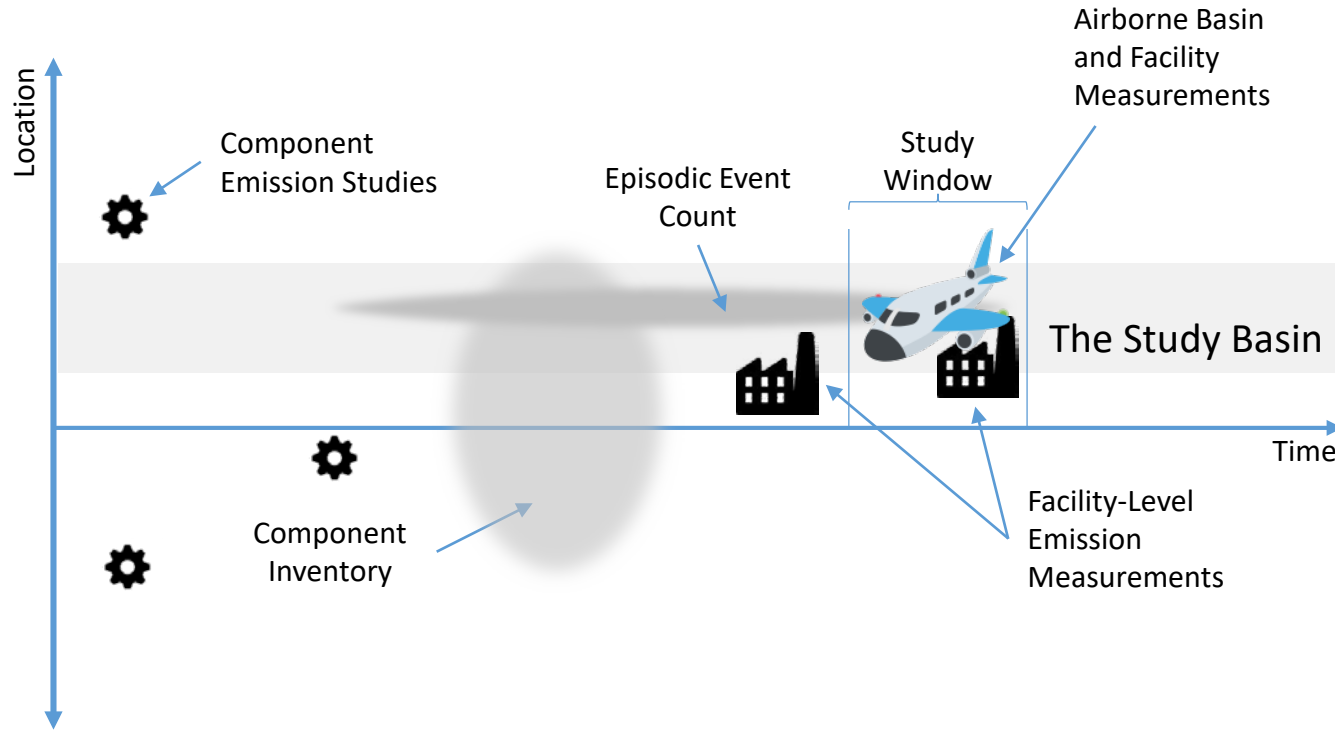 Airborne Basin
and Facility
Measurements
Location
Component
Emission Studies
Study
Window
Episodic Event
Count
The Study Basin
Time
Component
Inventory
Facility-Level
Emission
Measurements